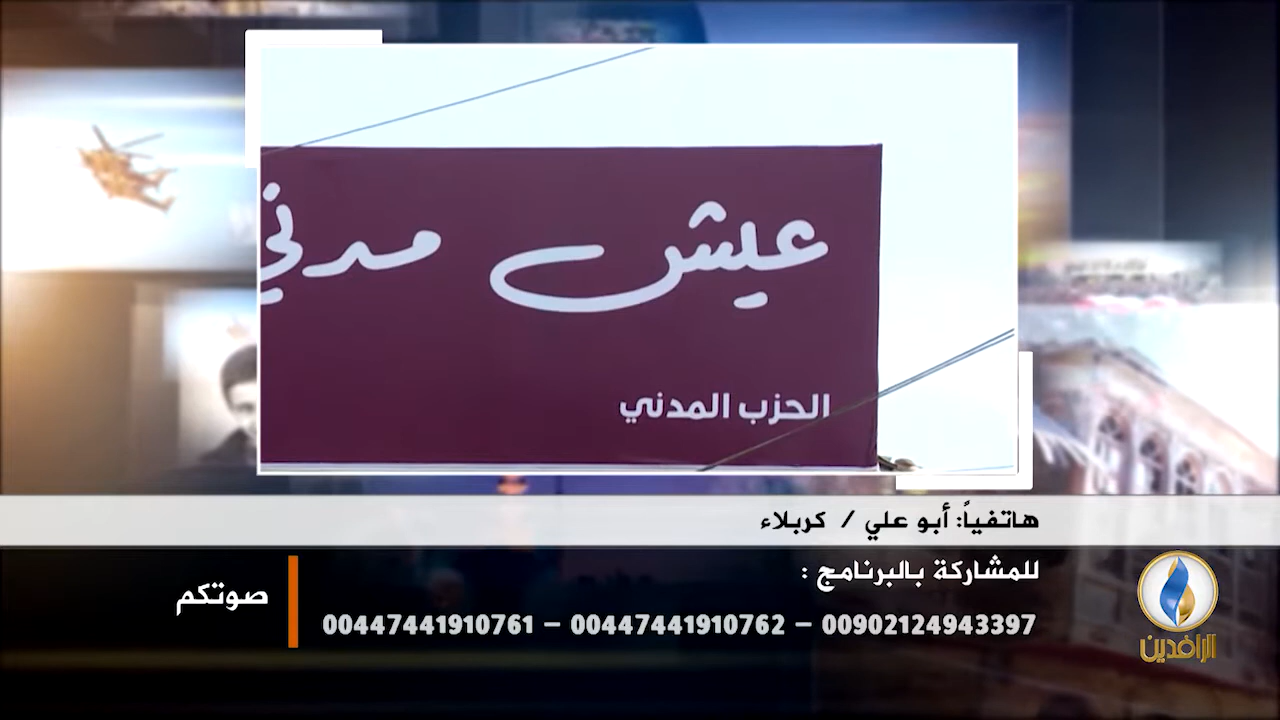 عيش مدني
الحزب المدني
هاتفياً: أبو علي / كربلاء
للمشاركة بالبرنامج :
00447441910761 – 00447441910762 – 00902124943397
صوتكم
الرافدين